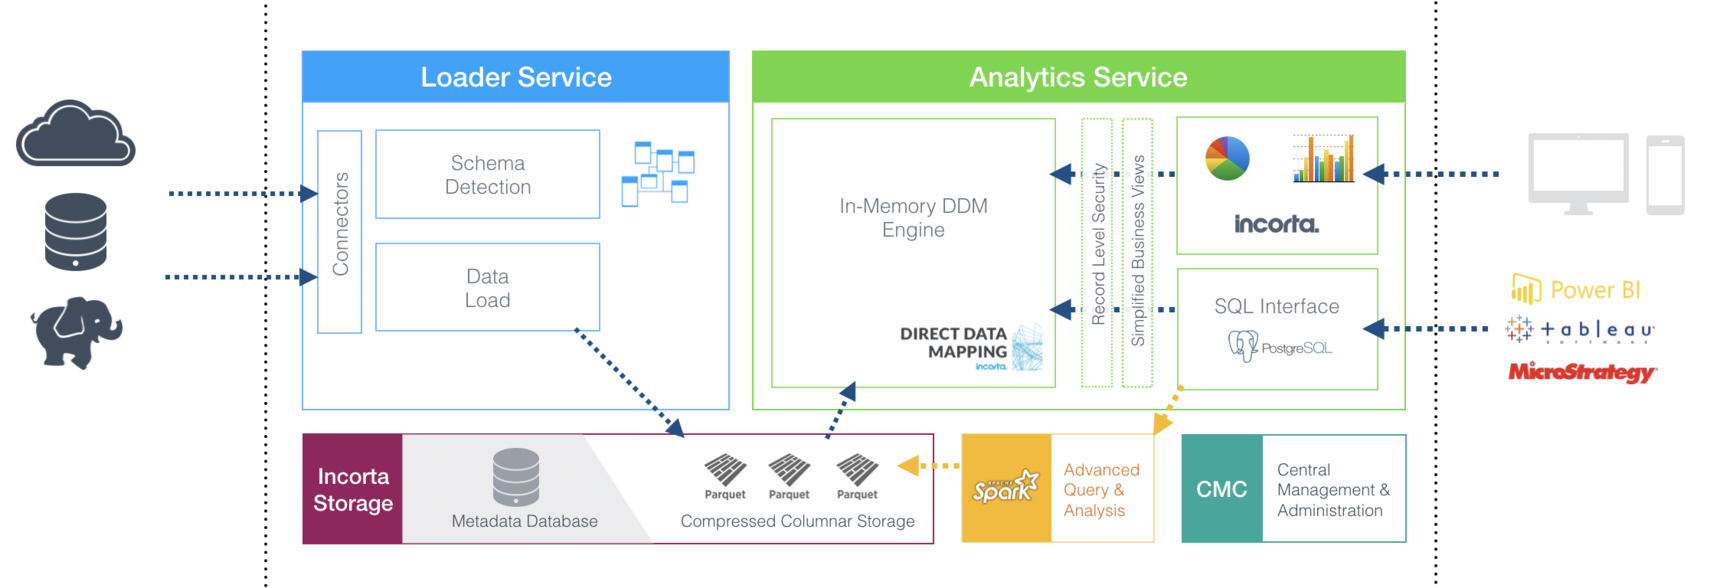 Loader Service
Connectors
Schema
Detection
Data
Load
Analytics Service
In-Memory DDM
Engine
DIRECT DATA
MAPPING
incorta.
Record Level Security
Simplified Business Views
incorta.
SQL Interface
PostgreSQL
Power BI
+ a b | e a u
S O F T W A R E
MicroStrategy
Incorta
Storage
Metadata Database
Parquet
Parquet
Parquet
Compressed Columnar Storage
APACHE
Spark
Advanced
Query &
Analysis
CMC
Central
Management &
Administration